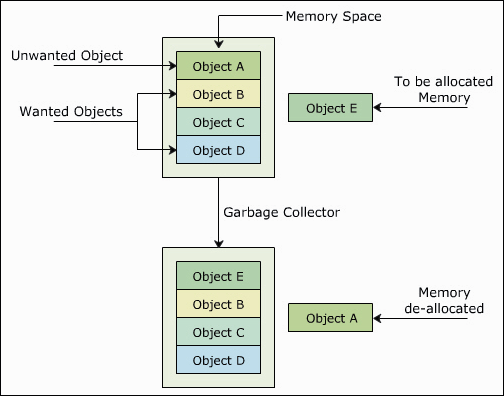 Memory Space
Unwanted Object
Object A
Wanted Objects
Object B
Object C
Object D
To be allocated
Memory
Object E
Garbage Collector
Object E
Object B
Object C
Object D
Object A
Memory
de-allocated